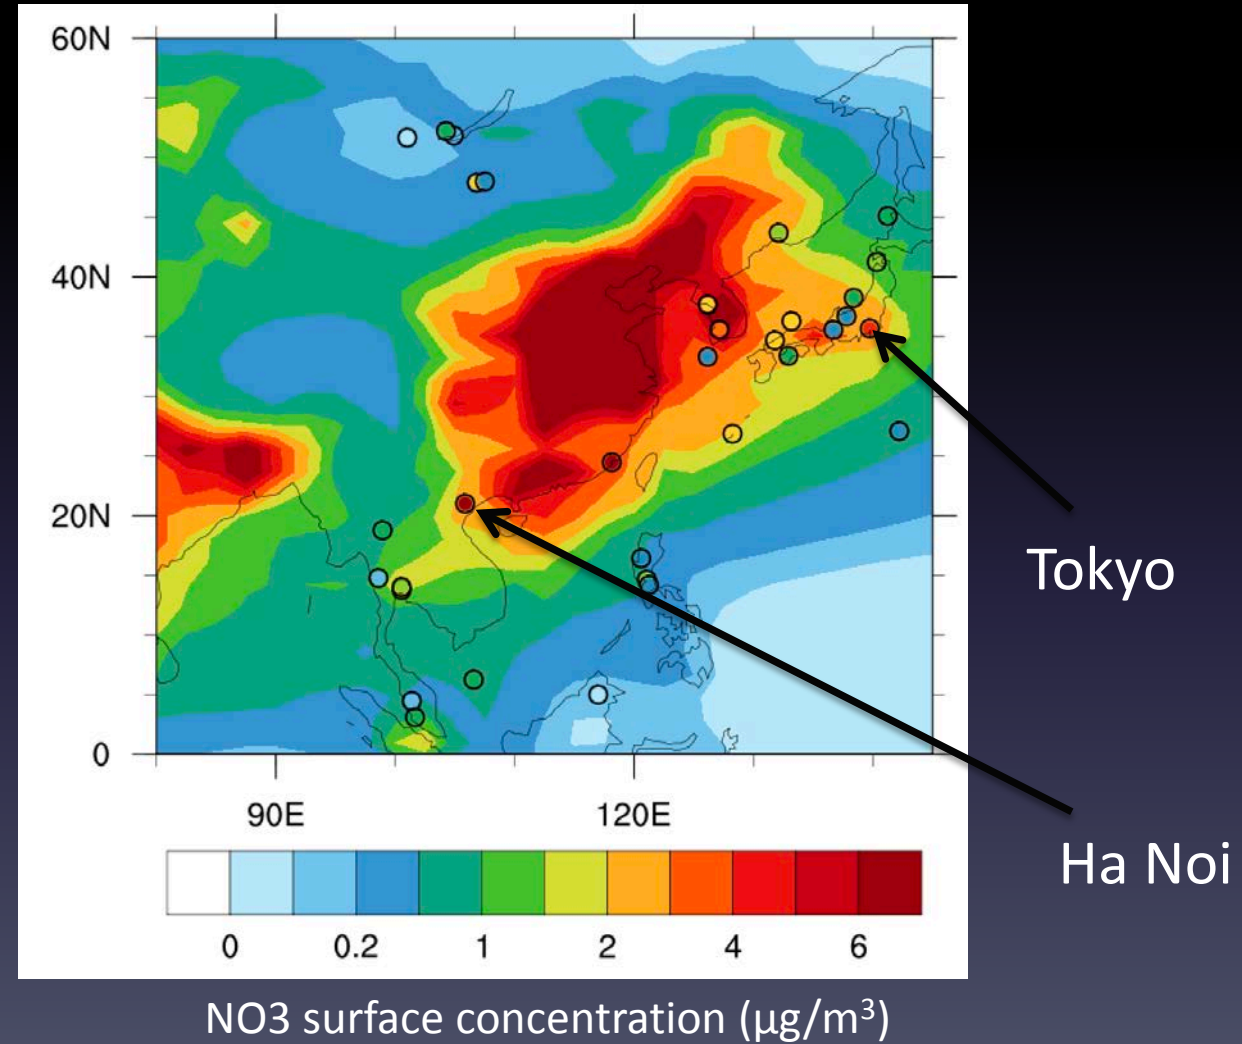 60N
40N
20N
0
90E 120E
0 0.2 1 2 4 6
Tokyo
Ha Noi
NO3 surface concentration (μg/m³)